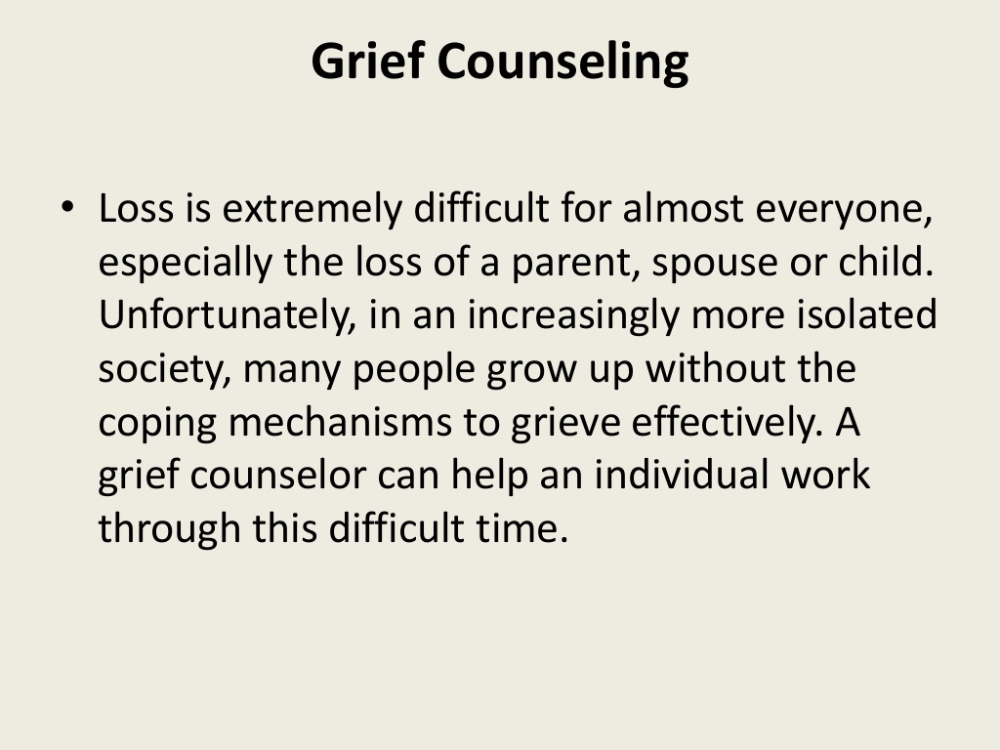 Grief Counseling
• Loss is extremely difficult for almost everyone,
especially the loss of a parent, spouse or child.
Unfortunately, in an increasingly more isolated
society, many people grow up without the
coping mechanisms to grieve effectively. A
grief counselor can help an individual work
through this difficult time.